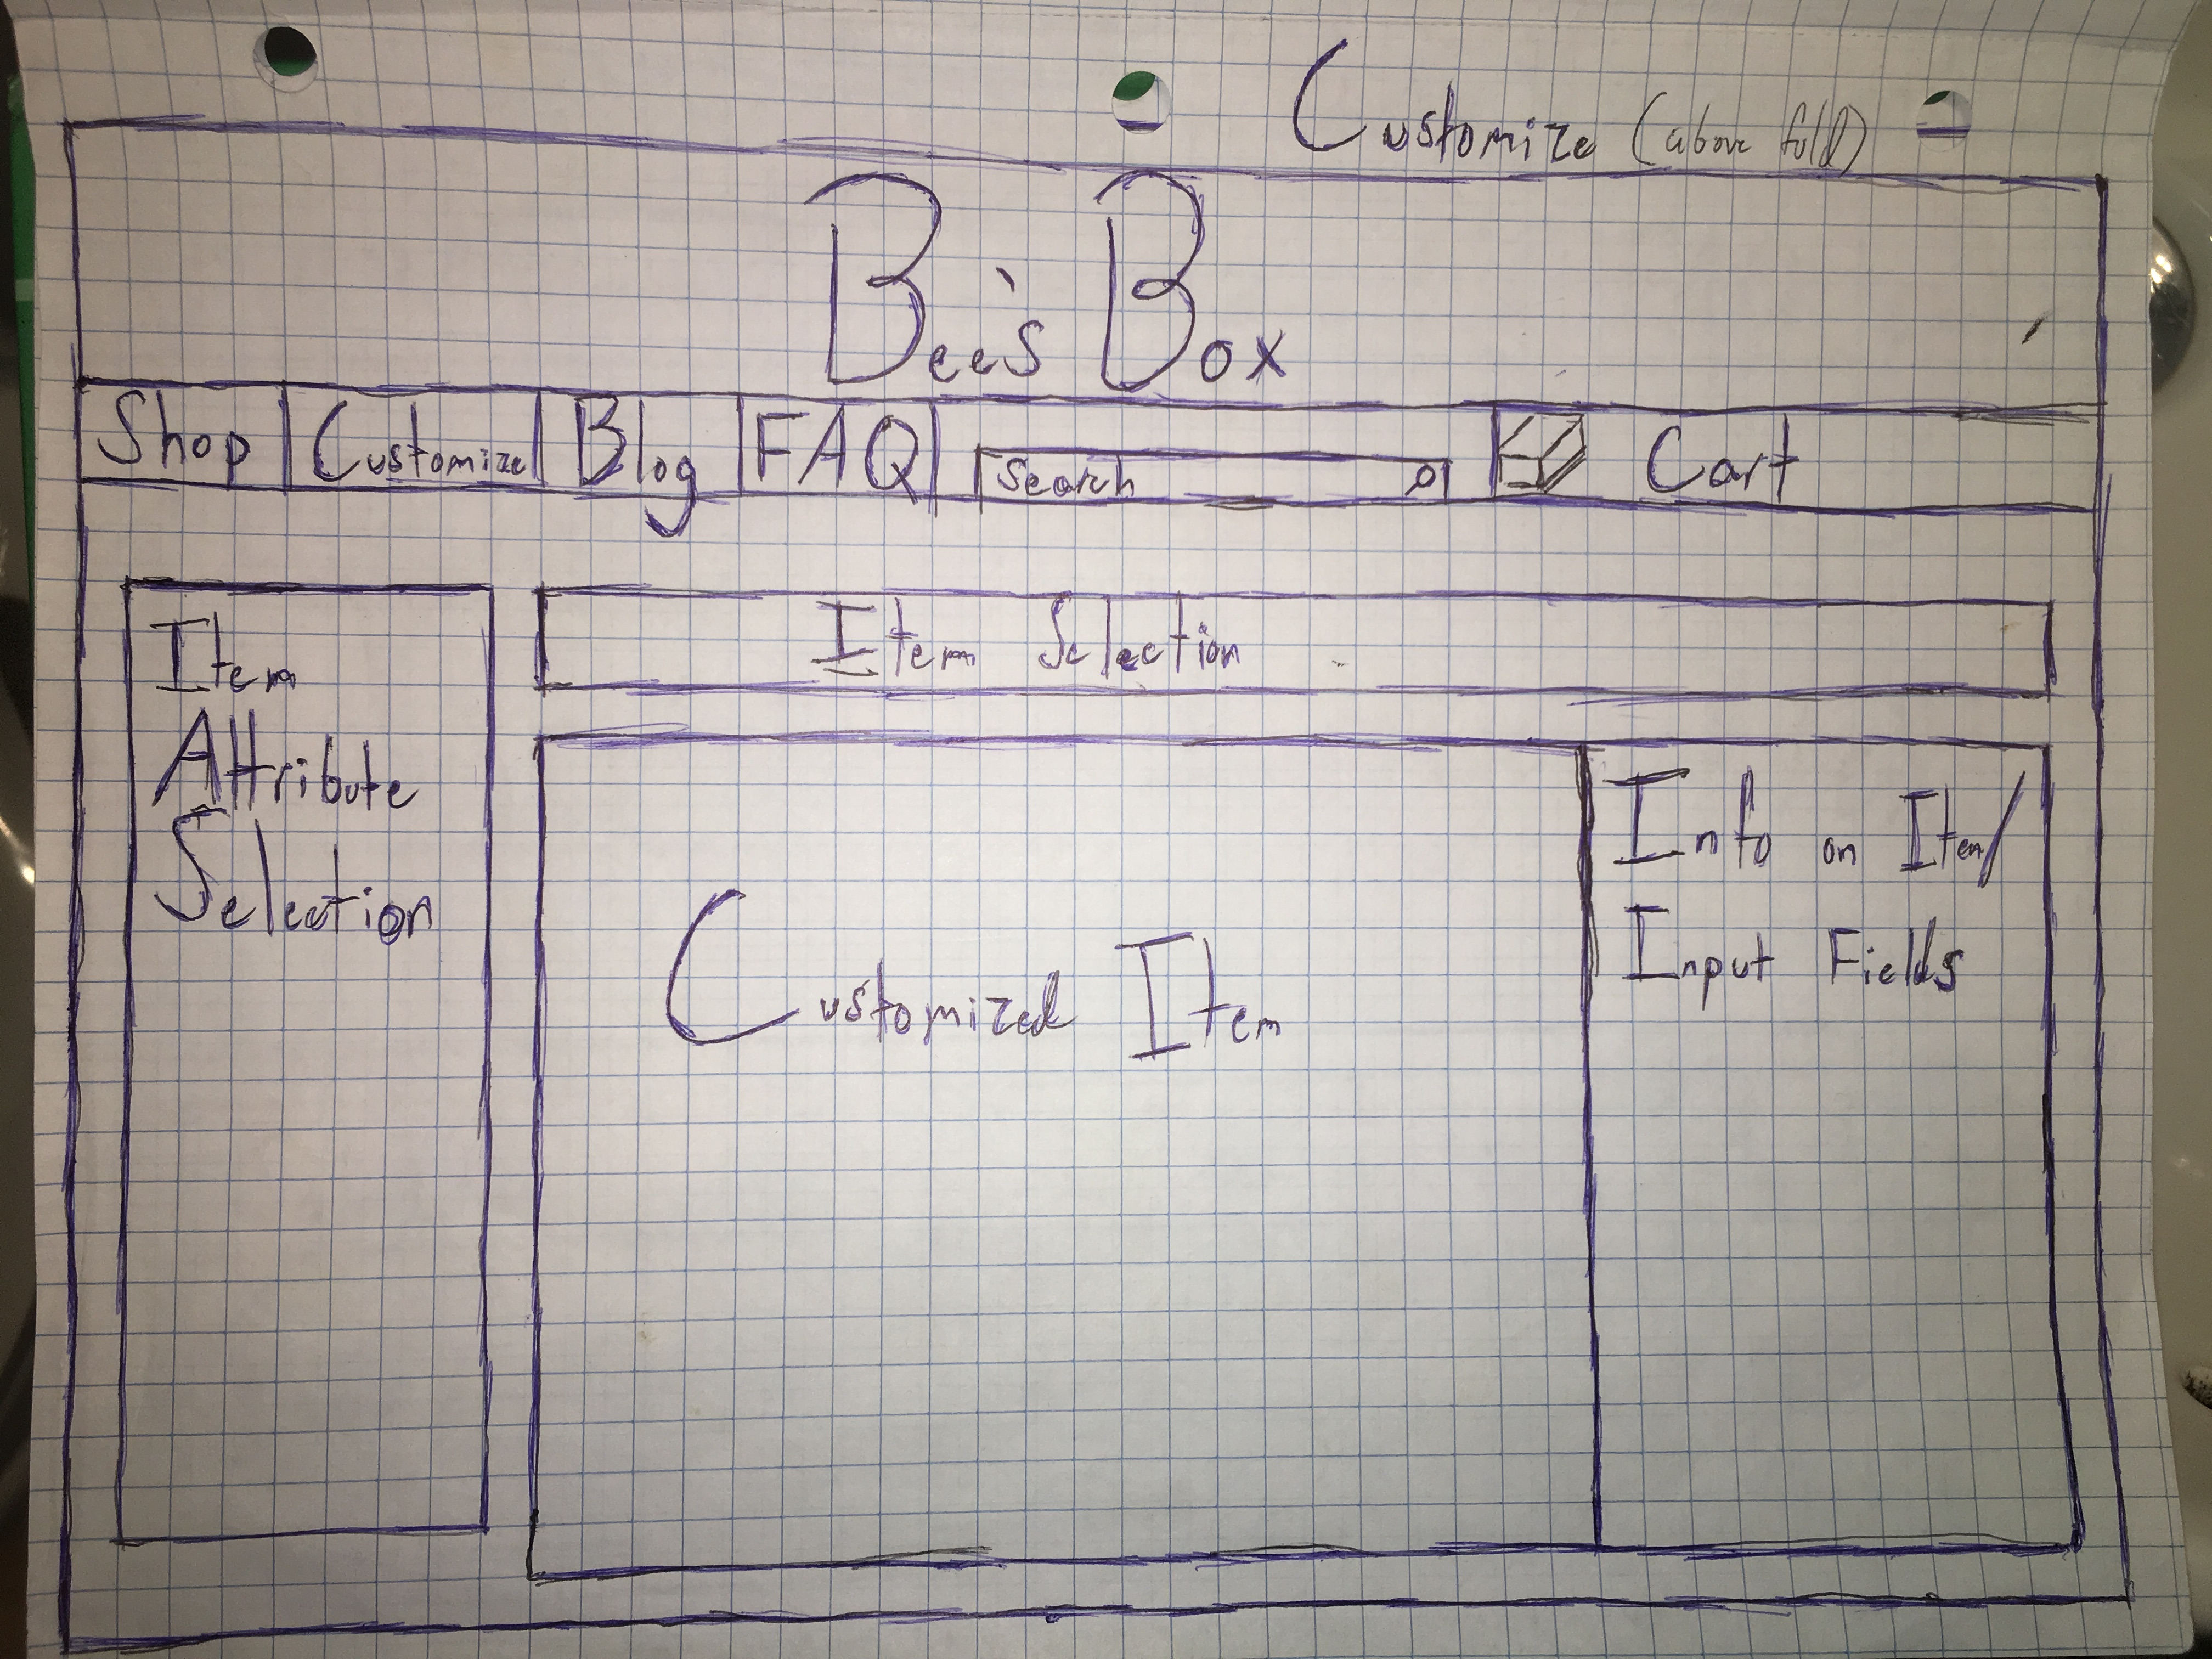 Customize (above fold)
Bee's Box
Shop Customize Blog FAQ Search Cart
Item
Attribute
Selection
Item Selection
Customized Item
Info on Item/
Input Fields